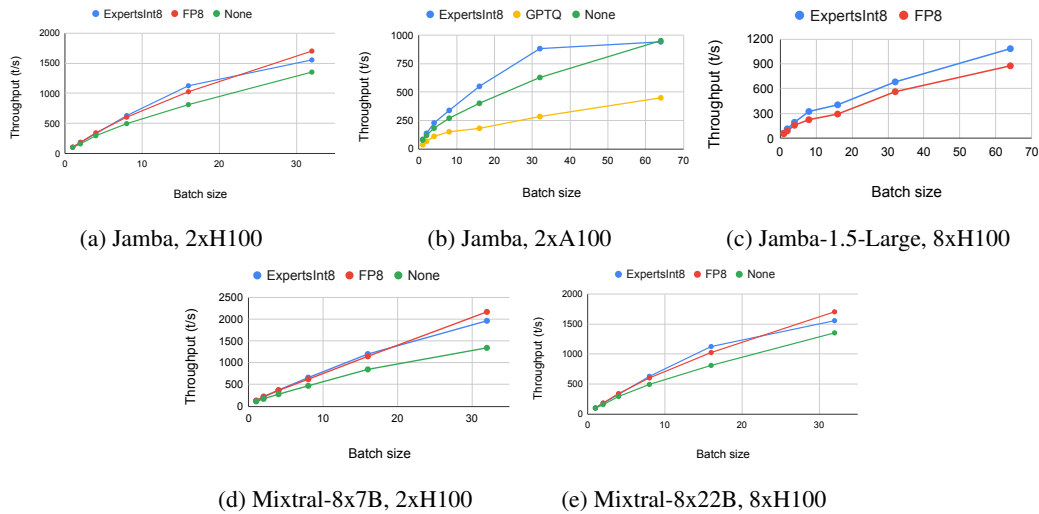 ExpertsInt8 FP8 None
Throughput (t/s)
2000
1500
1000
500
0
0 10 20 30
Batch size
(a) Jamba, 2xH100
ExpertsInt8 GPTQ None
Throughput (t/s)
1000
750
500
250
0
0 10 20 30 40 50 60 70
Batch size
(b) Jamba, 2xA100
ExpertsInt8 FP8
Throughput (t/s)
1200
900
600
300
0
0 10 20 30 40 50 60 70
Batch size
(c) Jamba-1.5-Large, 8xH100
ExpertsInt8 FP8 None
Throughput (t/s)
2500
2000
1500
1000
500
0
0 10 20 30
Batch size
(d) Mixtral-8x7B, 2xH100
ExpertsInt8 FP8 None
Throughput (t/s)
2000
1500
1000
500
0
0 10 20 30
Batch size
(e) Mixtral-8x22B, 8xH100